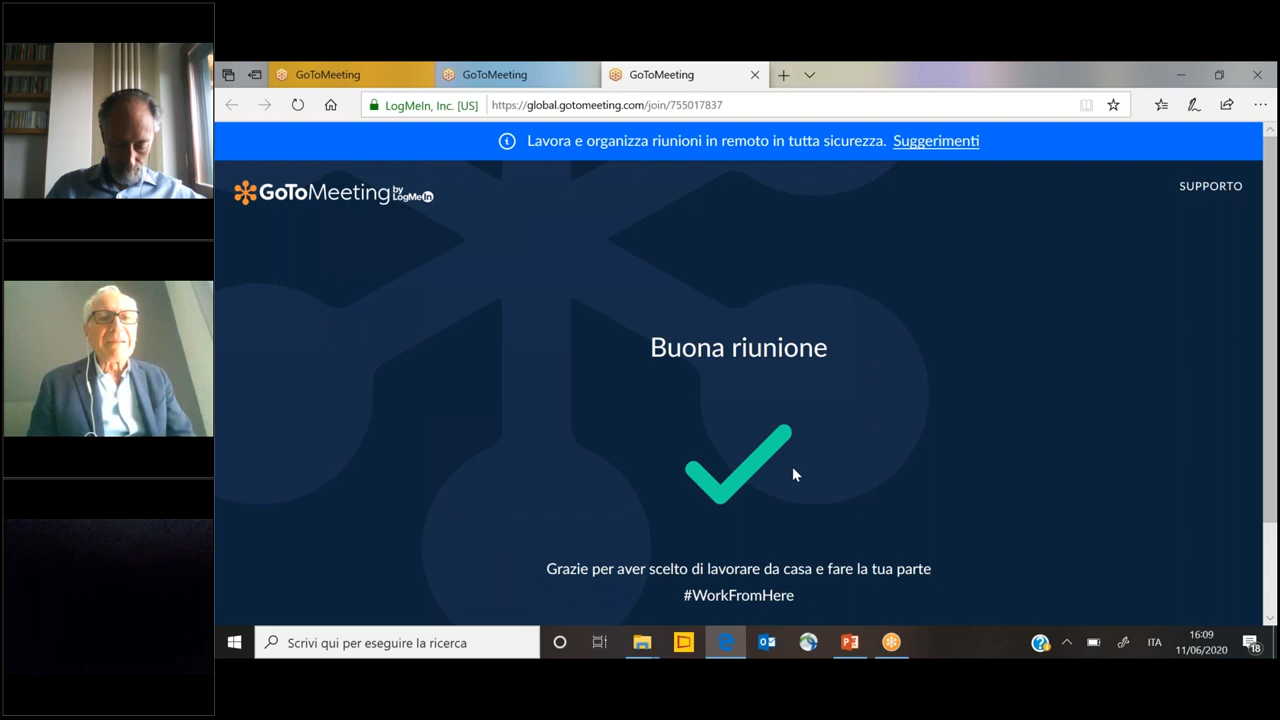 GoToMeeting
GoToMeeting
GoToMeeting
LogMeIn, Inc. [US]
https://global.gotomeeting.com/join/755017837
Lavora e organizza riunioni in remoto in tutta sicurezza. Suggerimenti
GoToMeeting by LogMeIn
SUPPORTO
Buona riunione
Grazie per aver scelto di lavorare da casa e fare la tua parte
#WorkFromHere
Scrivi qui per eseguire la ricerca
ITA
16:09
11/06/2020
18